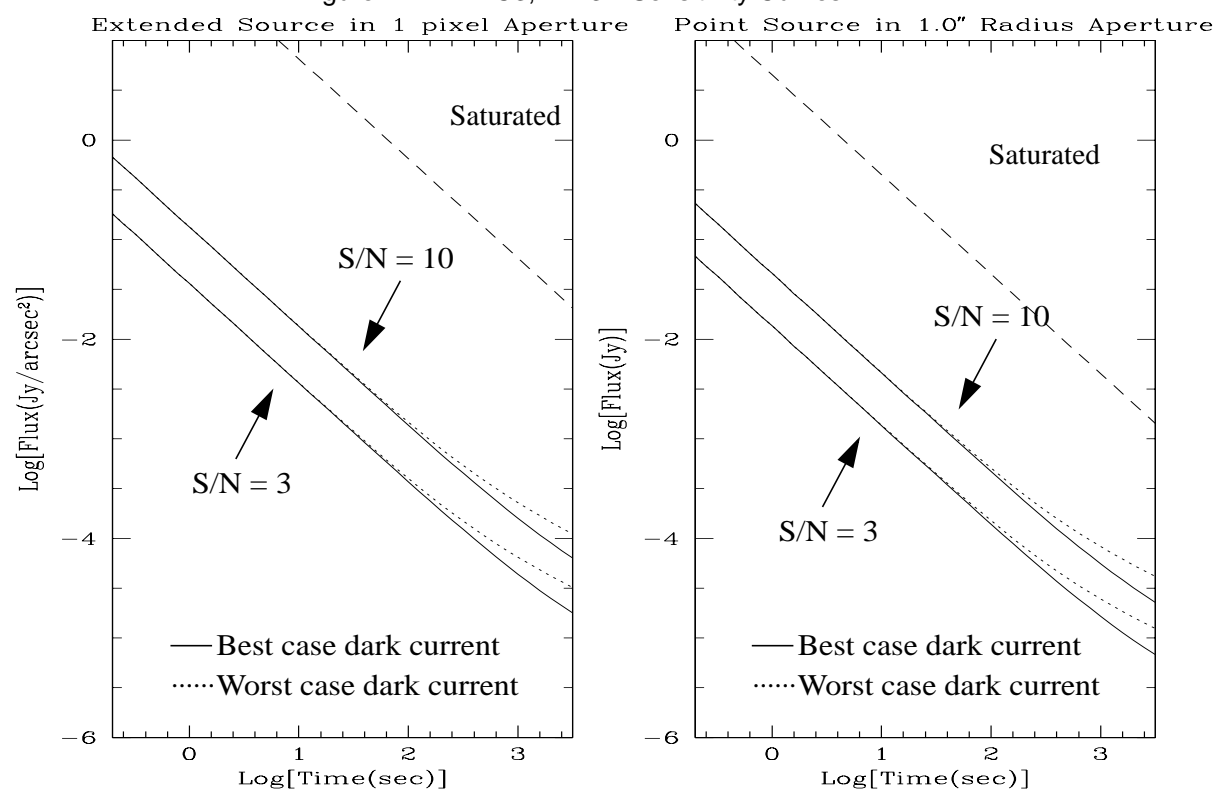 Extended Source in 1 pixel Aperture
Saturated
S/N = 10
S/N = 3
Best case dark current
Worst case dark current
0
−2
−4
−6
0
1
2
3
Log[Flux(Jy/arcsec²)]
Log[Time(sec)]
Point Source in 1.0″ Radius Aperture
Saturated
S/N = 10
S/N = 3
Best case dark current
Worst case dark current
0
−2
−4
−6
0
1
2
3
Log[Flux(Jy)]
Log[Time(sec)]